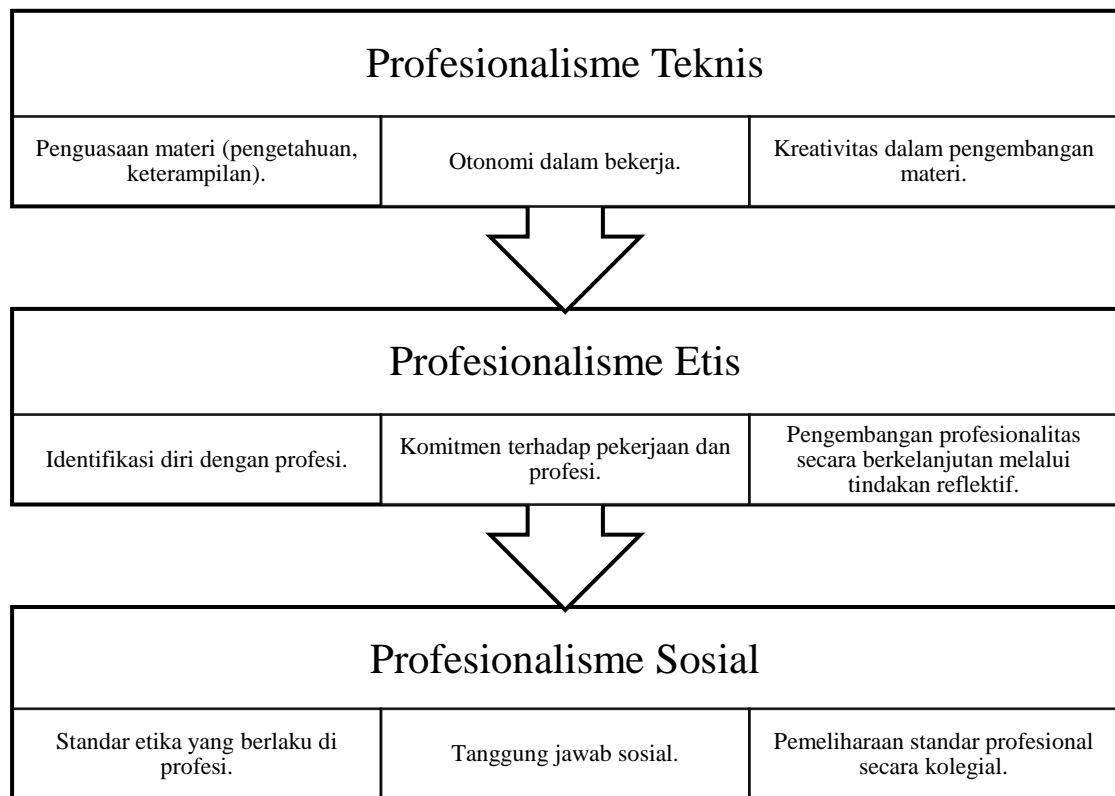 Profesionalisme Teknis
Penguasaan materi (pengetahuan,
keterampilan).
Otonomi dalam bekerja.
Kreativitas dalam pengembangan
materi.
Profesionalisme Etis
Identifikasi diri dengan profesi.
Komitmen terhadap pekerjaan dan
profesi.
Pengembangan profesionalitas
secara berkelanjutan melalui
tindakan reflektif.
Profesionalisme Sosial
Standar etika yang berlaku di
profesi.
Tanggung jawab sosial.
Pemeliharaan standar profesional
secara kolegial.